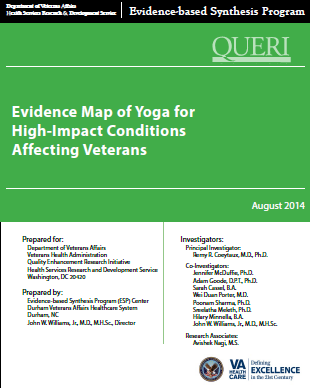 Department of Veterans Affairs
Health Services Research & Development Service
Evidence-based Synthesis Program
QUERI
Evidence Map of Yoga for
High-Impact Conditions
Affecting Veterans
August 2014
Prepared for:
Department of Veterans Affairs
Veterans Health Administration
Quality Enhancement Research Initiative
Health Services Research and Development Service
Washington, DC 20420
Prepared by:
Evidence-based Synthesis Program (ESP) Center
Durham Veterans Affairs Healthcare System
Durham, NC
John W. Williams, Jr., M.D., M.H.Sc., Director
Investigators:
Principal Investigator:
Remy R. Coeytaux, M.D., Ph.D.
Co-Investigators:
Jennifer McDuffie, Ph.D.
Adam Goode, D.P.T., Ph.D.
Sarah Cassel, B.A.
Wei Duan Porter, M.D.
Poonam Sharma, Ph.D.
Sreelatha Meleth, Ph.D.
Hilary Minnella, B.A.
John W. Williams, Jr., M.D., M.H.Sc.
Research Associates:
Avishek Nagi, M.S.
VA
HEALTH
CARE
Defining
EXCELLENCE
in the 21st Century